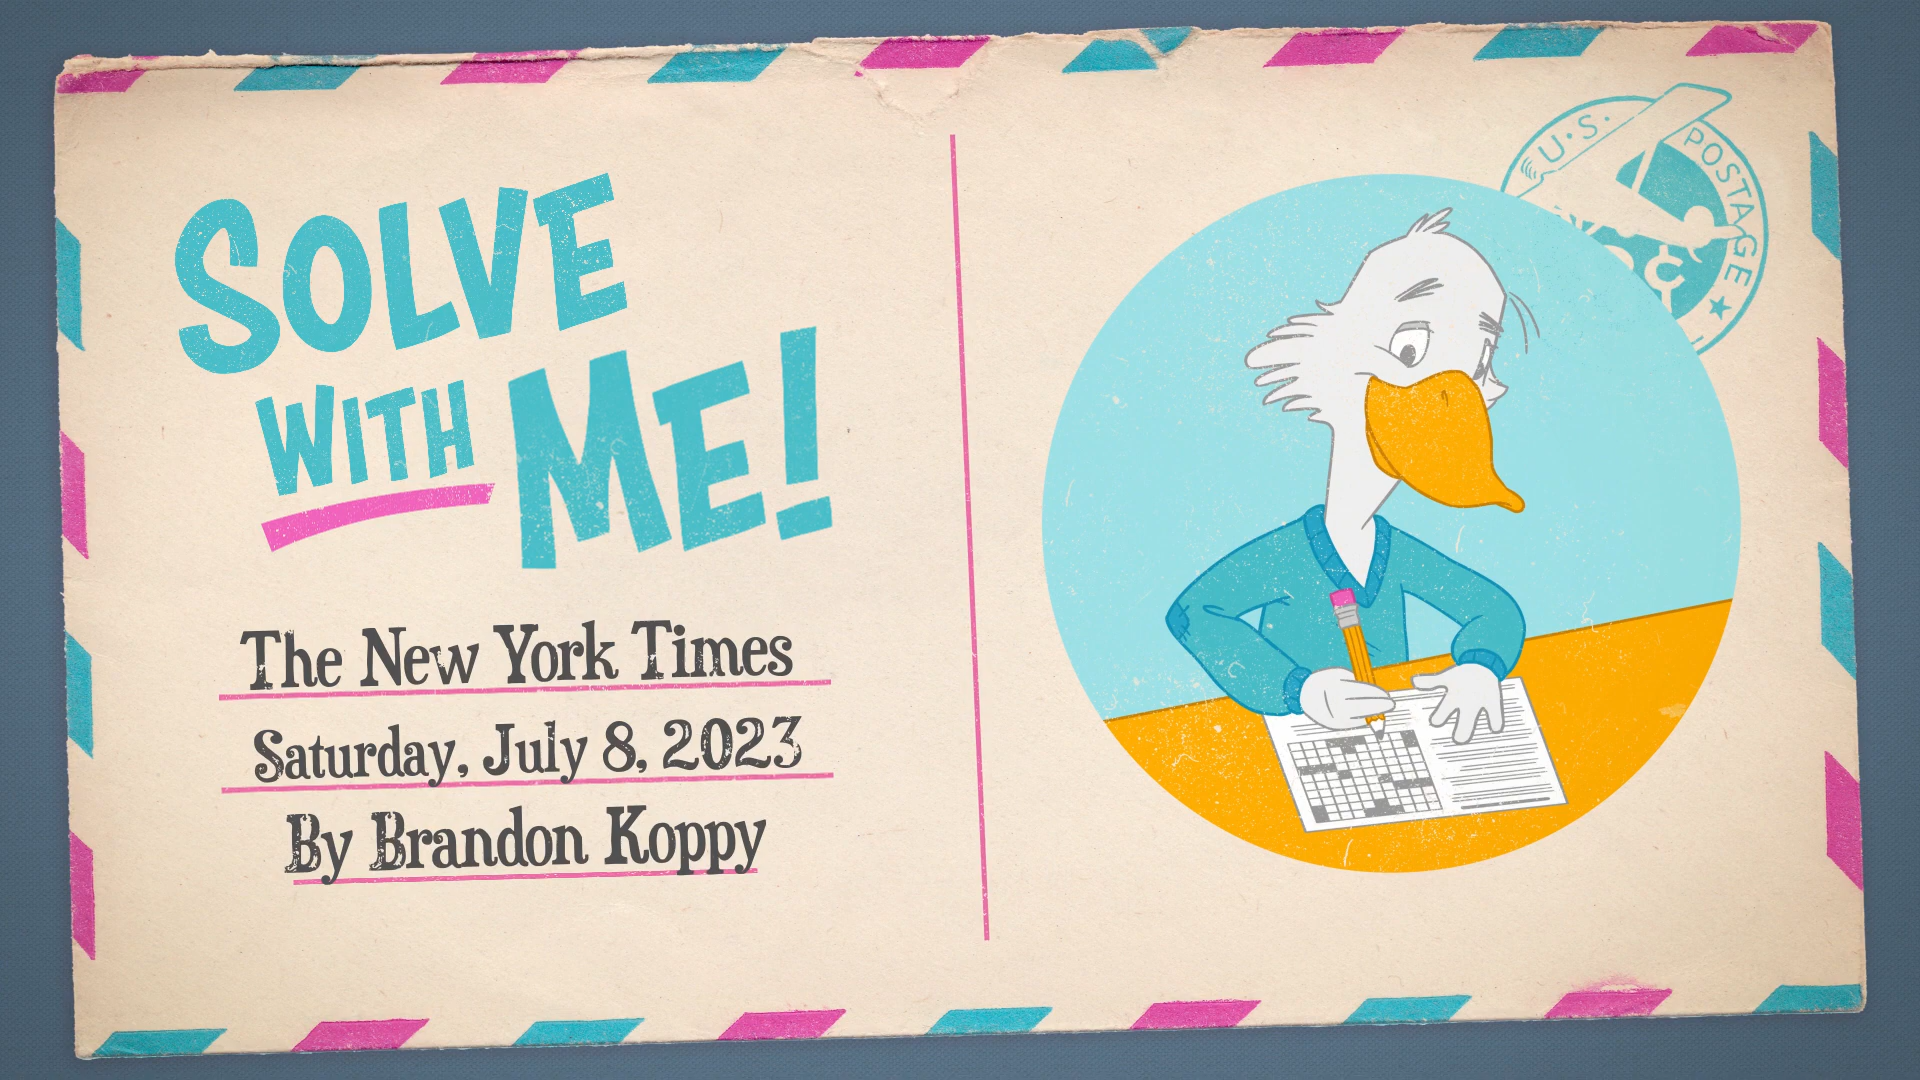 SOLVE
WITH ME!
The New York Times
Saturday, July 8, 2023
By Brandon Koppy
U.S. POSTAGE